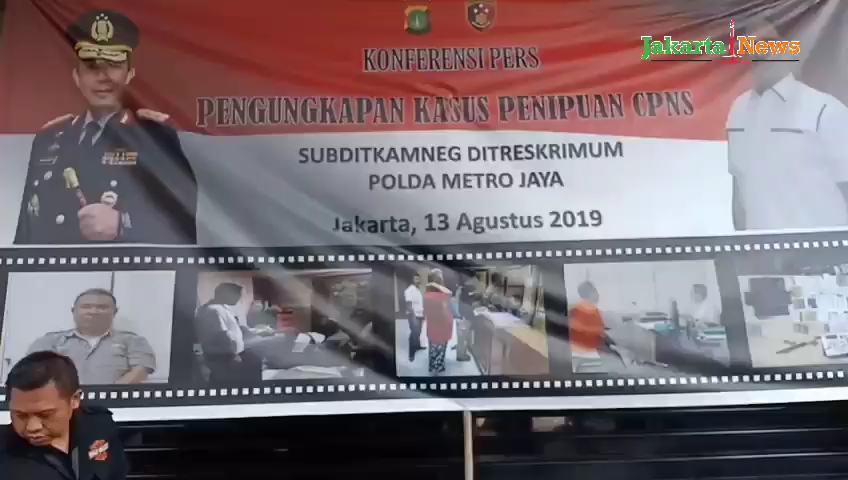 Jakarta News
KONFERENSI PERS
PENGUNGKAPAN KASUS PENIPUAN CPNS
SUBDITKAMNEG DITRESKRIMUM
POLDA METRO JAYA
Jakarta, 13 Agustus 2019